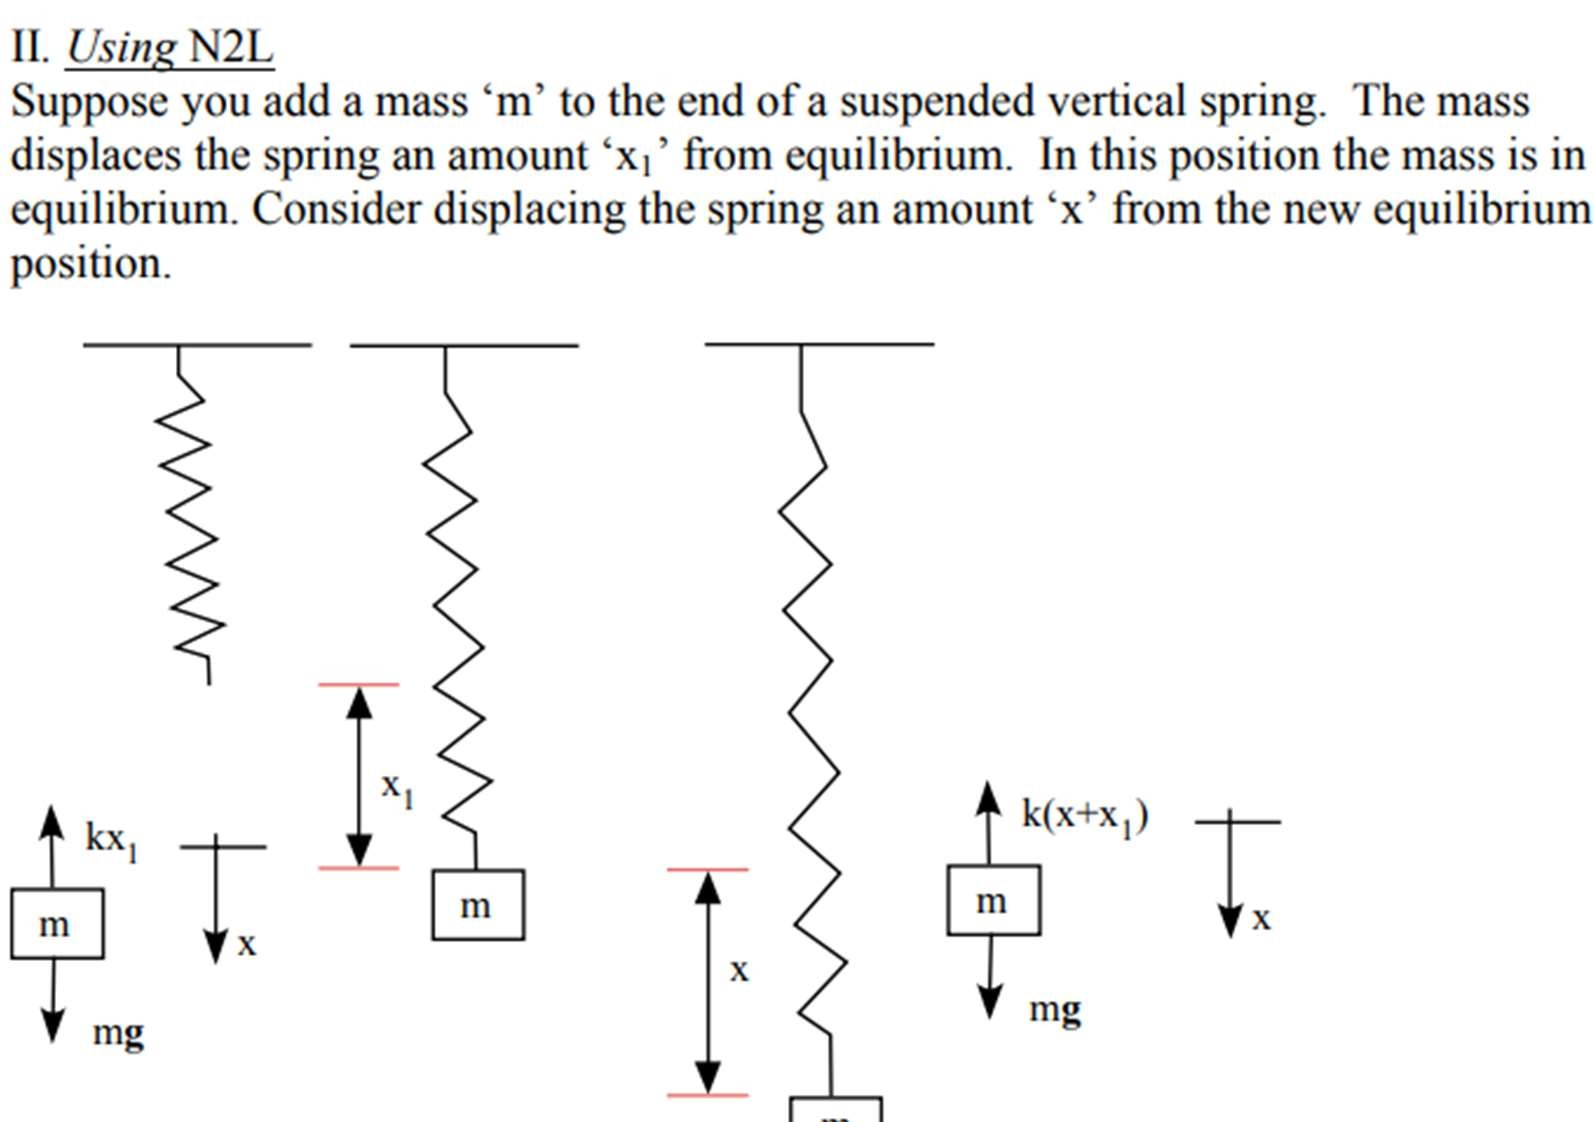 II. Using N2L
Suppose you add a mass ‘m’ to the end of a suspended vertical spring. The mass
displaces the spring an amount ‘x₁’ from equilibrium. In this position the mass is in
equilibrium. Consider displacing the spring an amount ‘x’ from the new equilibrium
position.
x₁
kx₁
k(x+x₁)
m
m
m
x
x
x
mg
mg